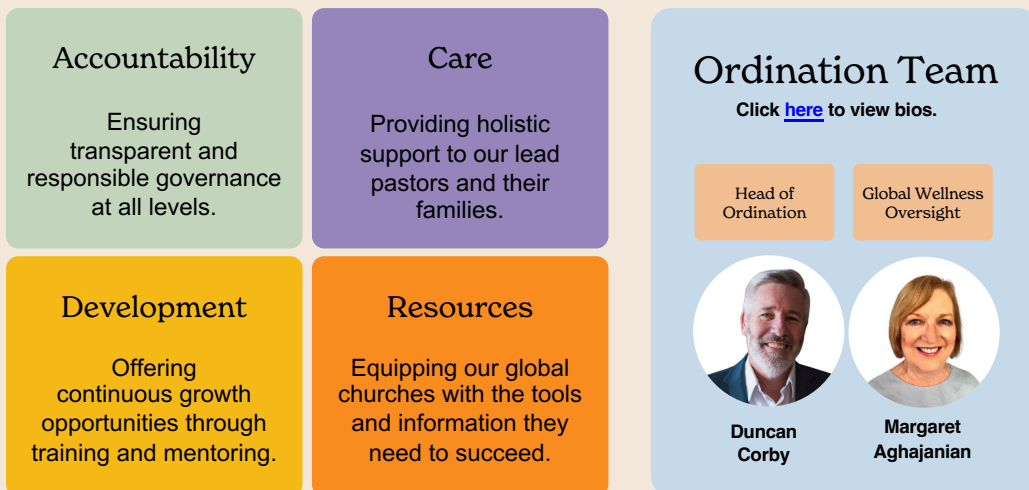 Accountability
Ensuring
transparent and
responsible governance
at all levels.
Care
Providing holistic
support to our lead
pastors and their
families.
Development
Offering
continuous growth
opportunities through
training and mentoring.
Resources
Equipping our global
churches with the tools
and information they
need to succeed.
Ordination Team
Click here to view bios.
Head of
Ordination
Global Wellness
Oversight
Duncan
Corby
Margaret
Aghajanian